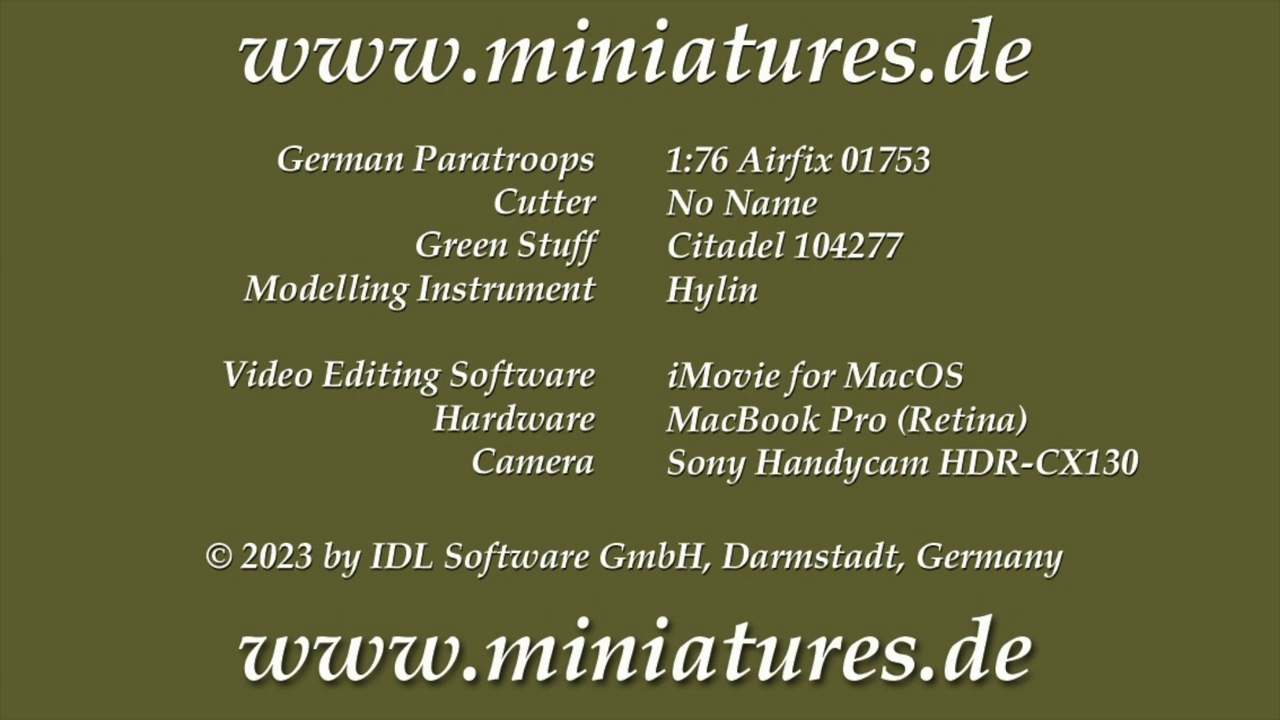 www.miniatures.de
German Paratroops 1:76 Airfix 01753
Cutter No Name
Green Stuff Citadel 104277
Modelling Instrument Hylin
Video Editing Software iMovie for MacOS
Hardware MacBook Pro (Retina)
Camera Sony Handycam HDR-CX130
© 2023 by IDL Software GmbH, Darmstadt, Germany
www.miniatures.de